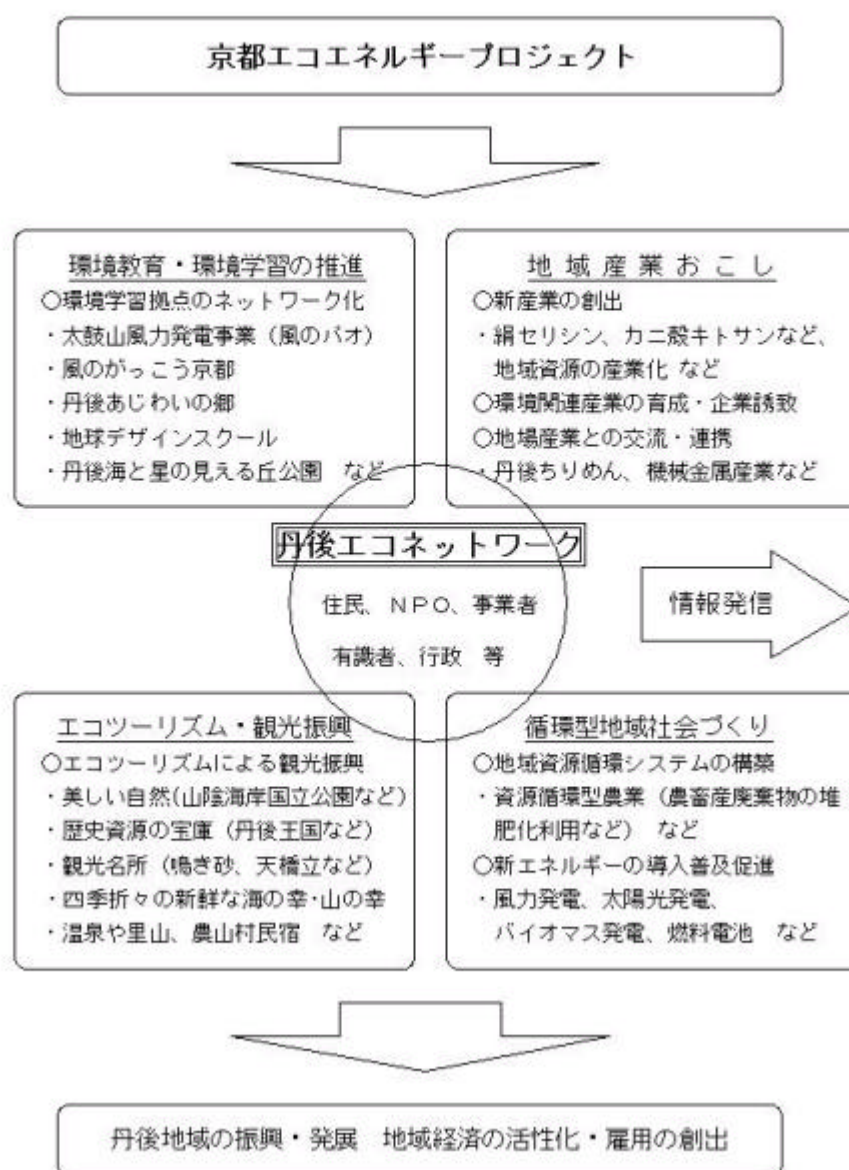 京都エコエネルギープロジェクト
環境教育・環境学習の推進
○環境学習拠点のネットワーク化
・太鼓山風力発電事業（風のパオ）
・風のがっこう京都
・丹後あじわいの郷
・地球デザインスクール
・丹後海と星の見える丘公園　など
地域産業おこし
○新産業の創出
・絹セリシン、カニ殻キトサンなど、
地域資源の産業化 など
○環境関連産業の育成・企業誘致
○地場産業との交流・連携
・丹後ちりめん、機械金属産業など
丹後エコネットワーク
住民、ＮＰＯ、事業者
有識者、行政　等
情報発信
エコツーリズム・観光振興
○エコツーリズムによる観光振興
・美しい自然(山陰海岸国立公園など)
・歴史資源の宝庫（丹後王国など）
・観光名所（鳴き砂、天橋立など）
・四季折々の新鮮な海の幸･山の幸
・温泉や里山、農山村民宿　など
循環型地域社会づくり
○地域資源循環システムの構築
・資源循環型農業（農畜産廃棄物の堆
肥化利用など）　など
○新エネルギーの導入普及促進
・風力発電、太陽光発電、
バイオマス発電、燃料電池　など
丹後地域の振興・発展　地域経済の活性化・雇用の創出